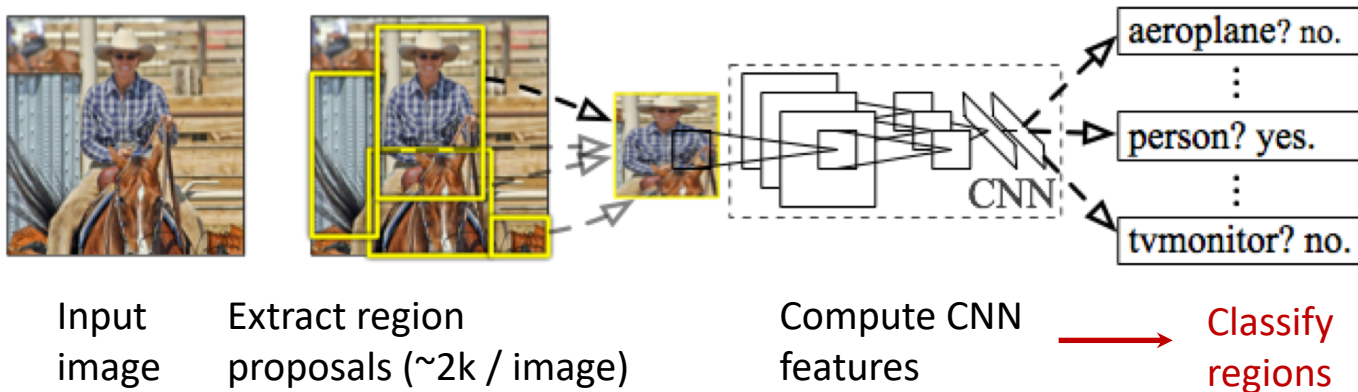 aeroplane? no.
⋮
person? yes.
⋮
tvmonitor? no.
CNN
Input
image
Extract region
proposals (~2k / image)
Compute CNN
features
Classify
regions